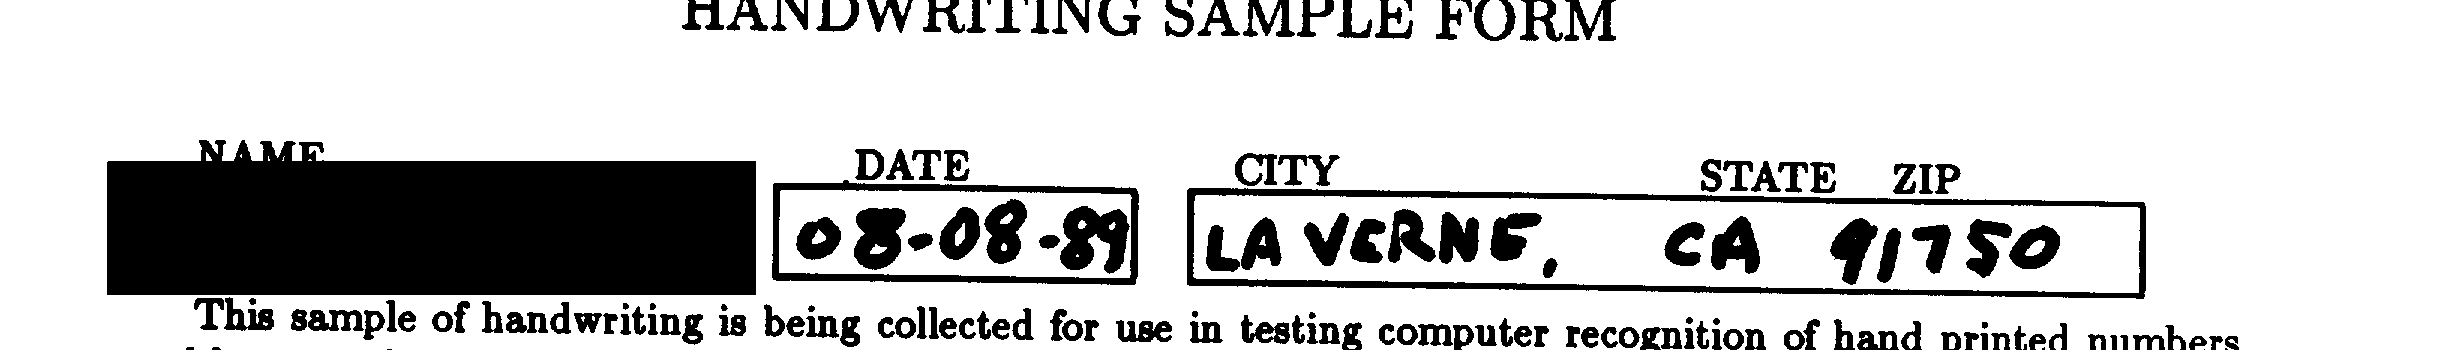 HANDWRITING SAMPLE FORM
NAME DATE CITY STATE ZIP
08-08-89 LA VERNE, CA 91750
This sample of handwriting is being collected for use in testing computer recognition of hand printed numbers